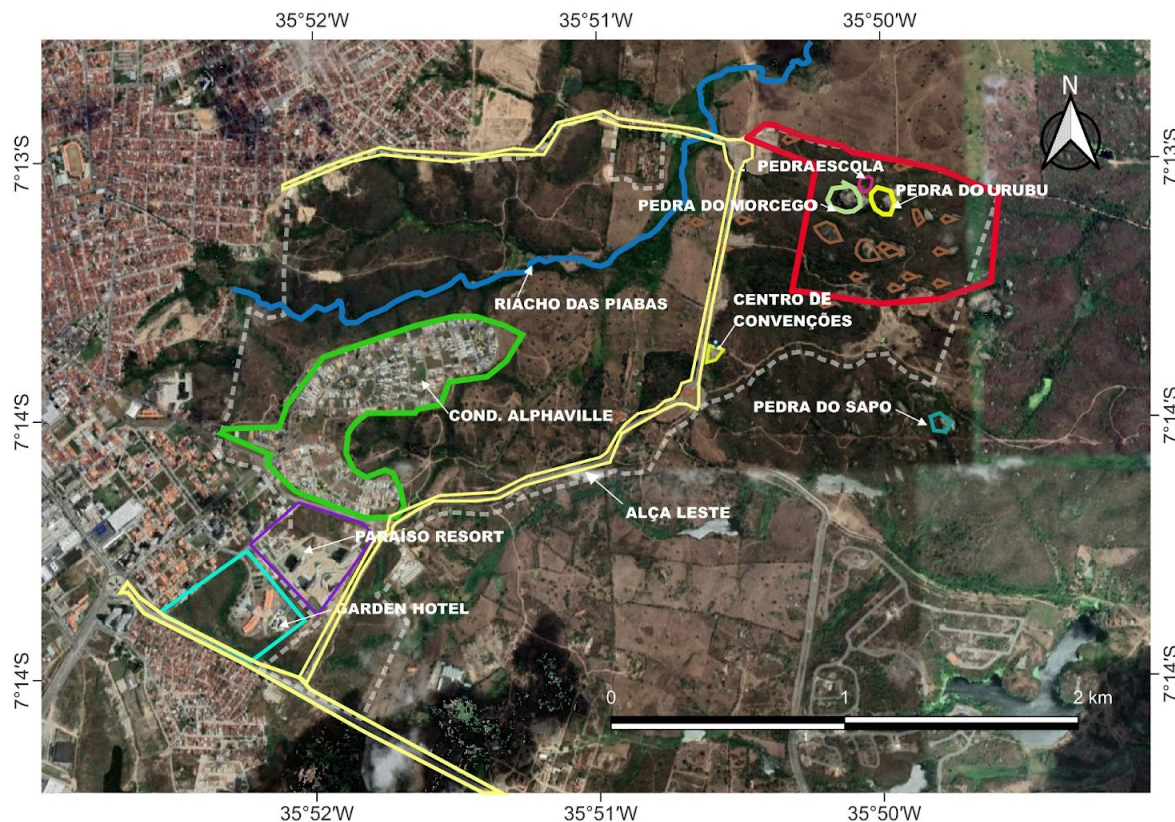 35°52'W 35°51'W 35°50'W
N
7°13'S 7°13'S
PEDRAESCOLA
PEDRA DO URUBU
PEDRA DO MORCEGO
RIACHO DAS PIABAS
CENTRO DE
CONVENÇÕES
COND. ALPHAVILLE
PEDRA DO SAPO
7°14'S 7°14'S
ALÇA LESTE
PARAÍSO RESORT
GARDEN HOTEL
7°14'S 7°14'S
0 1 2 km
35°52'W 35°51'W 35°50'W